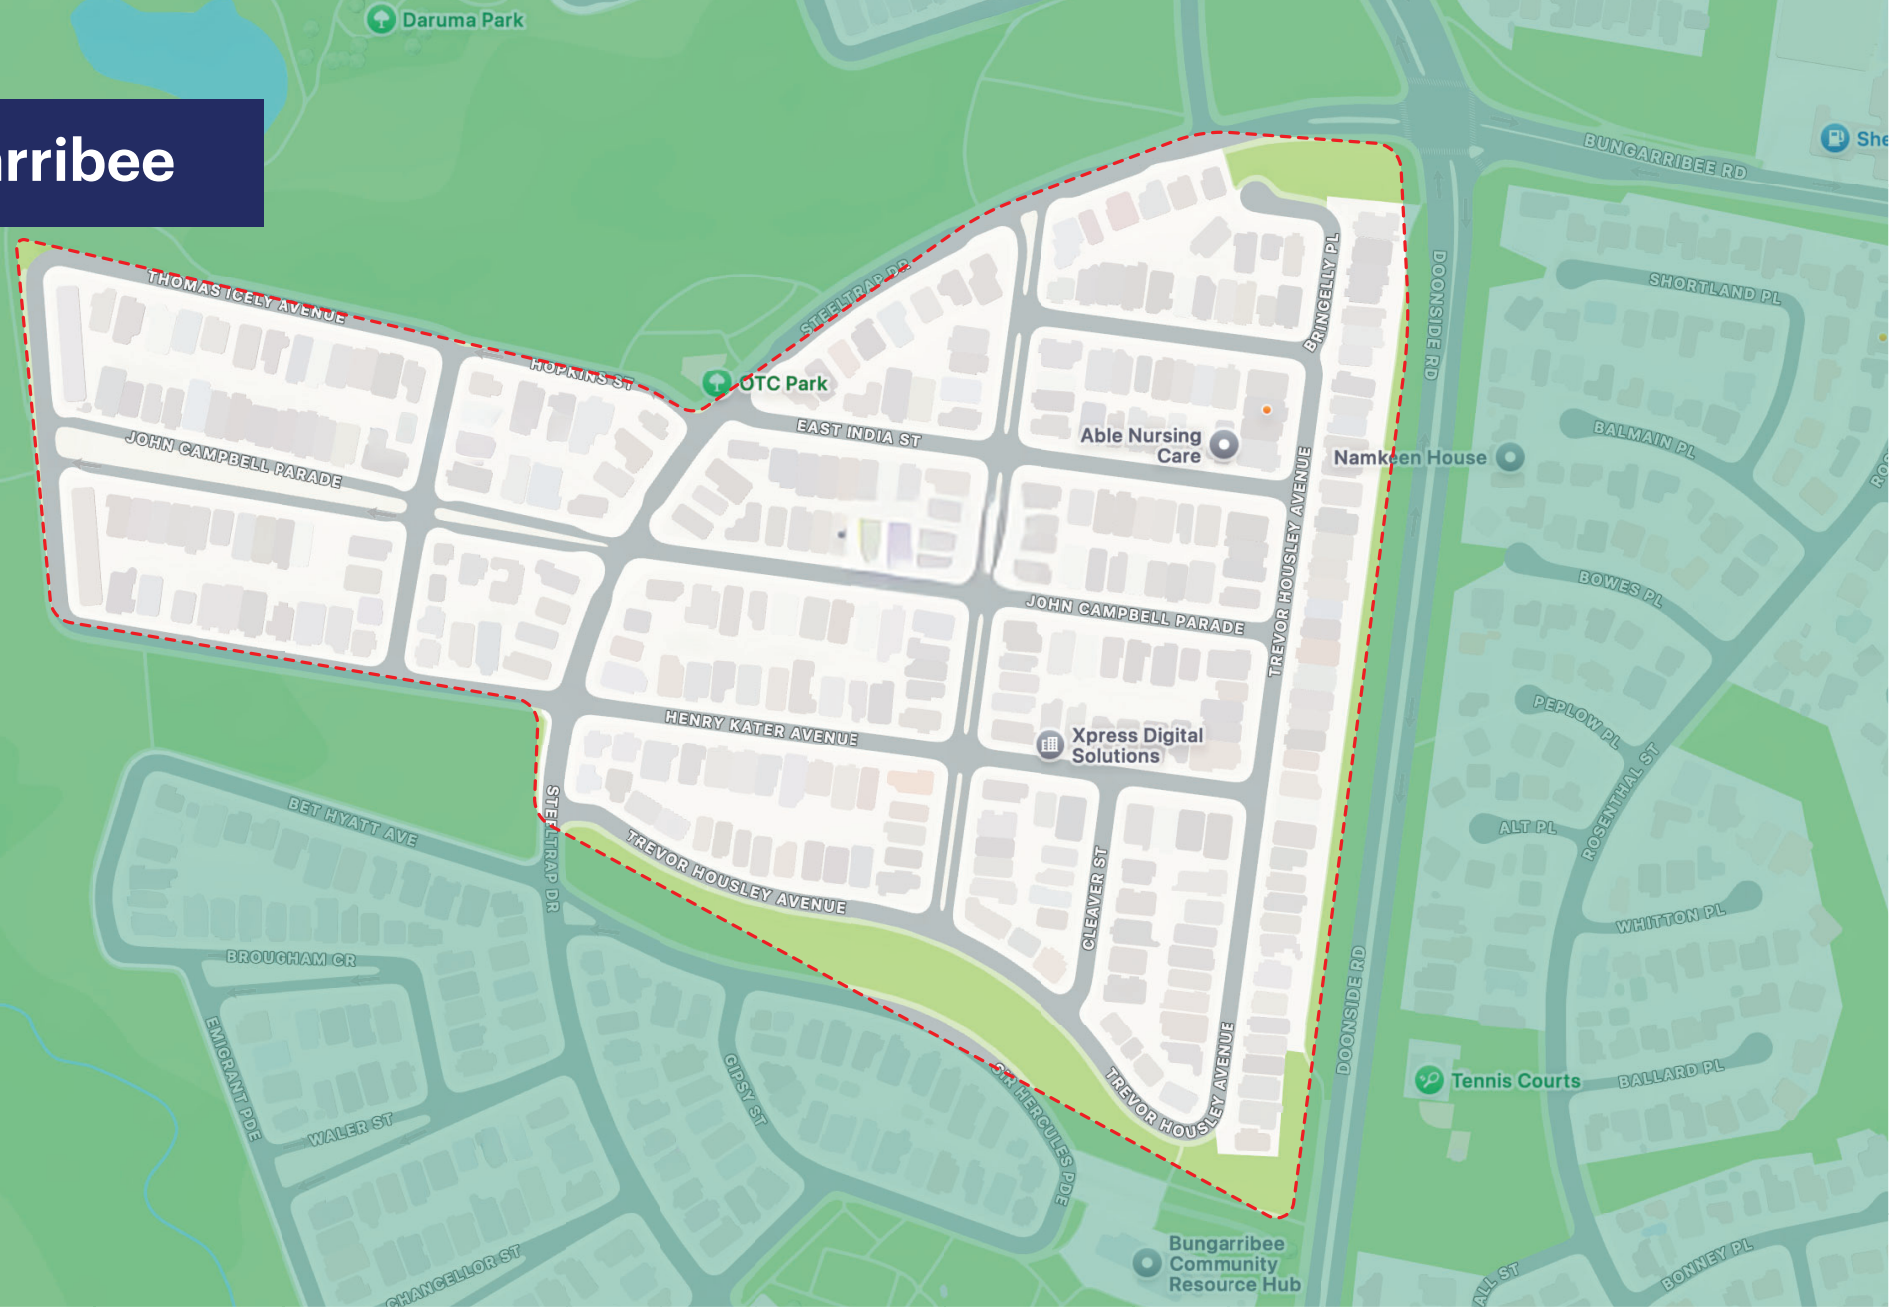 Daruma Park
rribee
BUNGARRIBEE RD
She
THOMAS ICELY AVENUE
STEELTRAP DR
BRINGELLY PL
DOONSIDE RD
SHORTLAND PL
HOPKINS ST
OTC Park
EAST INDIA ST
Able Nursing
Care
Namkeen House
BALMAIN PL
ROS
JOHN CAMPBELL PARADE
TREVOR HOUSLEY AVENUE
BOWES PL
JOHN CAMPBELL PARADE
HENRY KATER AVENUE
Xpress Digital
Solutions
PEPLOW PL
ROSENTHAL ST
BET HYATT AVE
STEELTRAP DR
TREVOR HOUSLEY AVENUE
CLEAVER ST
ALT PL
WHITTON PL
BROUGHAM CR
EMIGRANT PDE
GIPSY ST
SIR HERCULES PDE
TREVOR HOUSLEY AVENUE
DOONSIDE RD
Tennis Courts
BALLARD PL
WALER ST
CHANCELLOR ST
Bungarribee
Community
Resource Hub
ALL ST
BONNEY PL